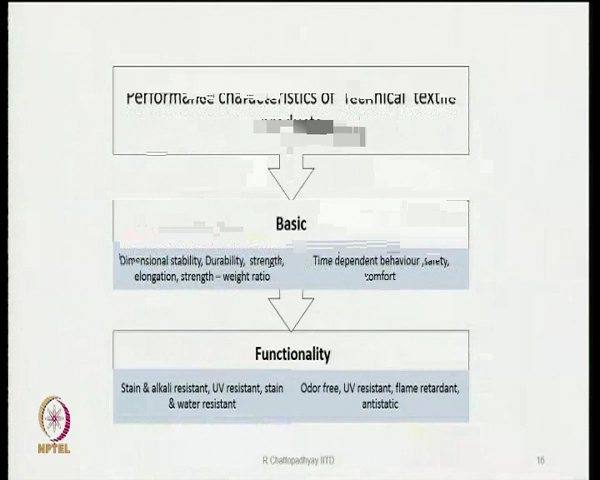 Performance characteristics of Technical textile
products
Basic
Dimensional stability, Durability, strength,
elongation, strength – weight ratio
Time dependent behaviour ,safety,
comfort
Functionality
Stain & alkali resistant, UV resistant, stain
& water resistant
Odor free, UV resistant, flame retardant,
antistatic
NPTEL
R Chattopadhyay IITD
16